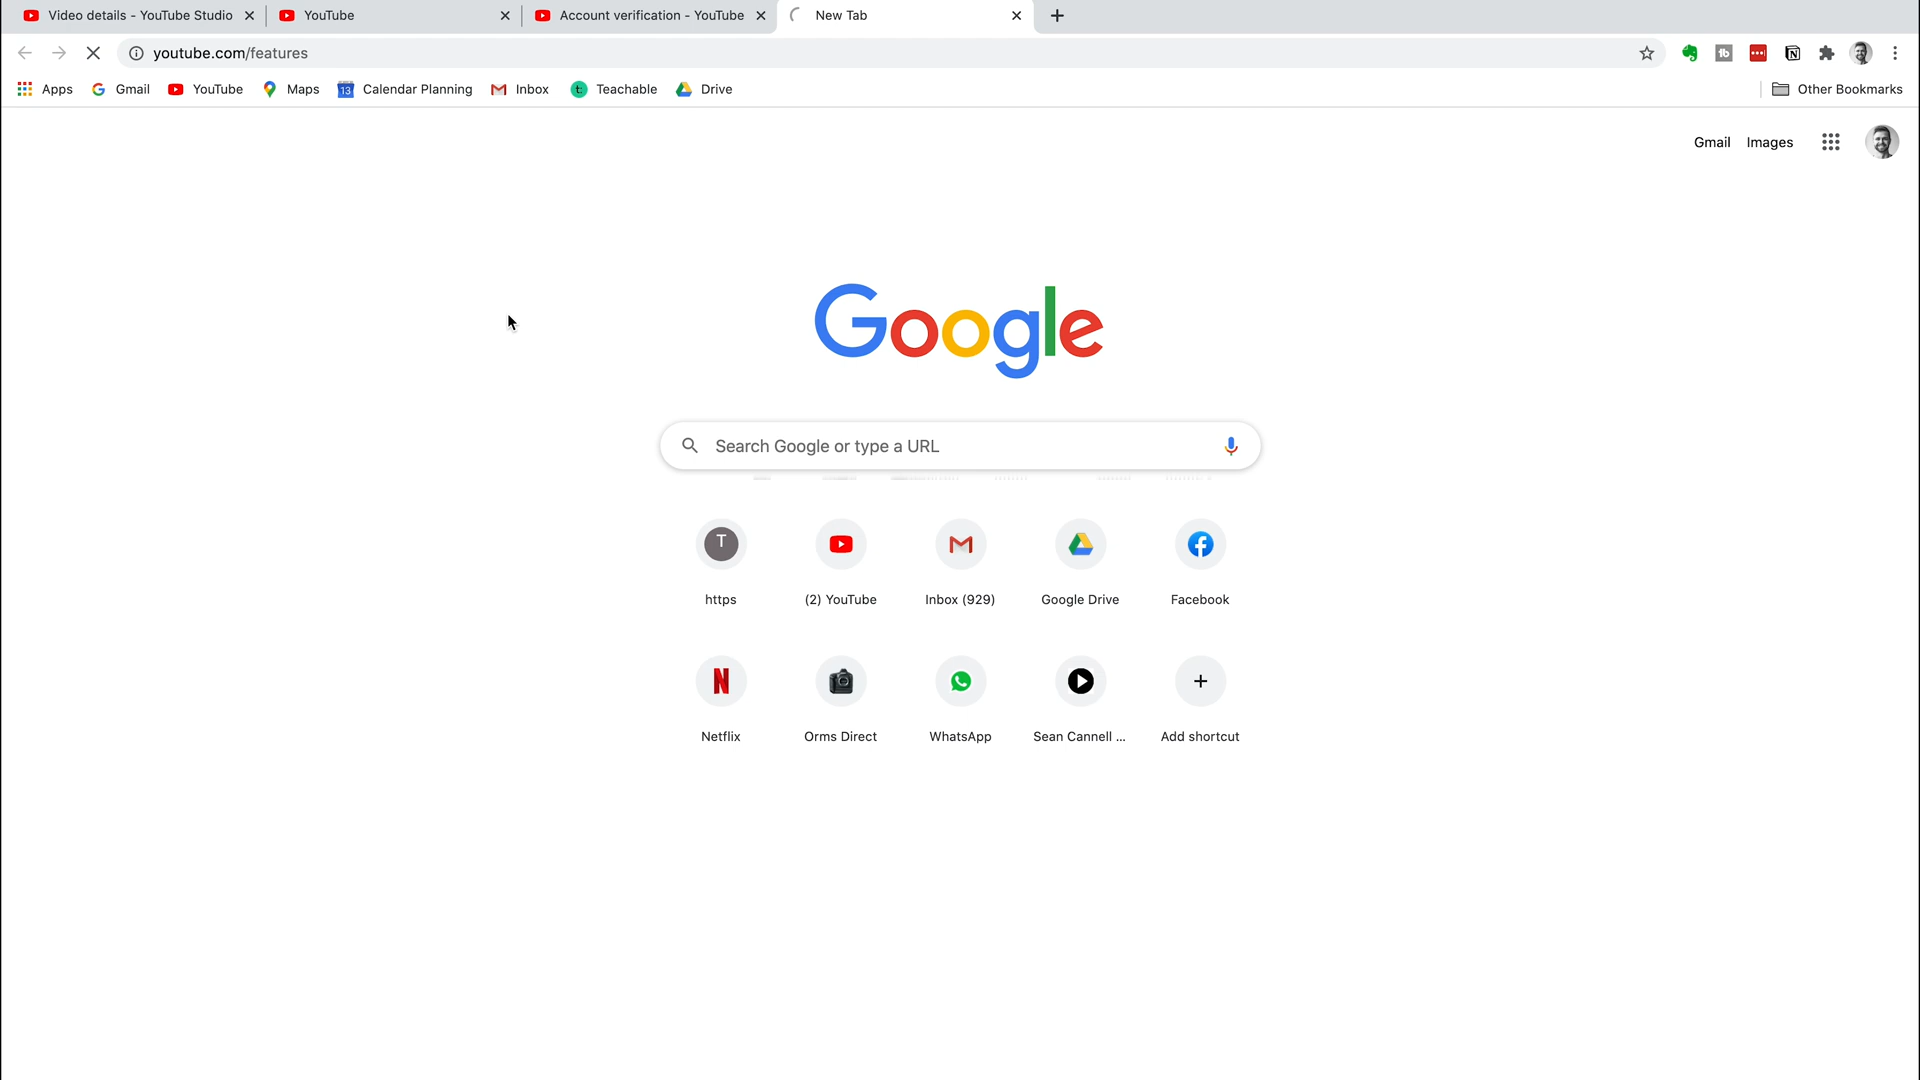 Video details - YouTube Studio
YouTube
Account verification - YouTube
New Tab
youtube.com/features
Apps
Gmail
YouTube
13
Calendar Planning
Maps
Inbox
Teachable
Drive
Other Bookmarks
Gmail
Images
Google
Search Google or type a URL
T
https
(2) YouTube
Inbox (929)
Google Drive
Facebook
Netflix
Orms Direct
WhatsApp
Sean Cannell ...
Add shortcut